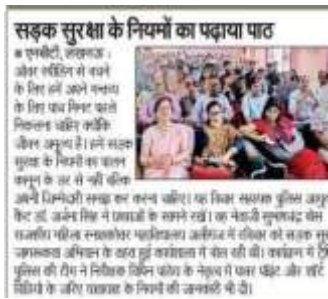 सड़क सुरक्षा के नियमों का पढ़ाया पाठ
■ एनबीटी, लखनऊ :
ओवर स्पीडिंग से बचने
के लिए हमें अपने गन्तव्य
के लिए पांच मिनट पहले
निकलना चाहिए क्योंकि
जीवन अमूल्य है। हमें सड़क
सुरक्षा के नियमों का पालन
कानून के डर से नहीं बल्कि
अपनी जिम्मेदारी समझ कर करना चाहिए। यह विचार सहायक पुलिस आयुक्त
कैंट डॉ. अर्चना सिंह ने छात्राओं के सामने रखे। वह नेताजी सुभाषचंद्र बोस
राजकीय महिला स्नातकोत्तर महाविद्यालय अलीगंज में रविवार को सड़क सुरक्षा
जागरूकता अभियान के तहत हुई कार्यशाला में बोल रही थीं। कार्यक्रम में ट्रैफिक
पुलिस की टीम ने निरीक्षक विपिन पांडेय के नेतृत्व में पावर पॉइंट और शॉर्ट
विडियो के जरिए यातायात के नियमों की जानकारी भी दी।